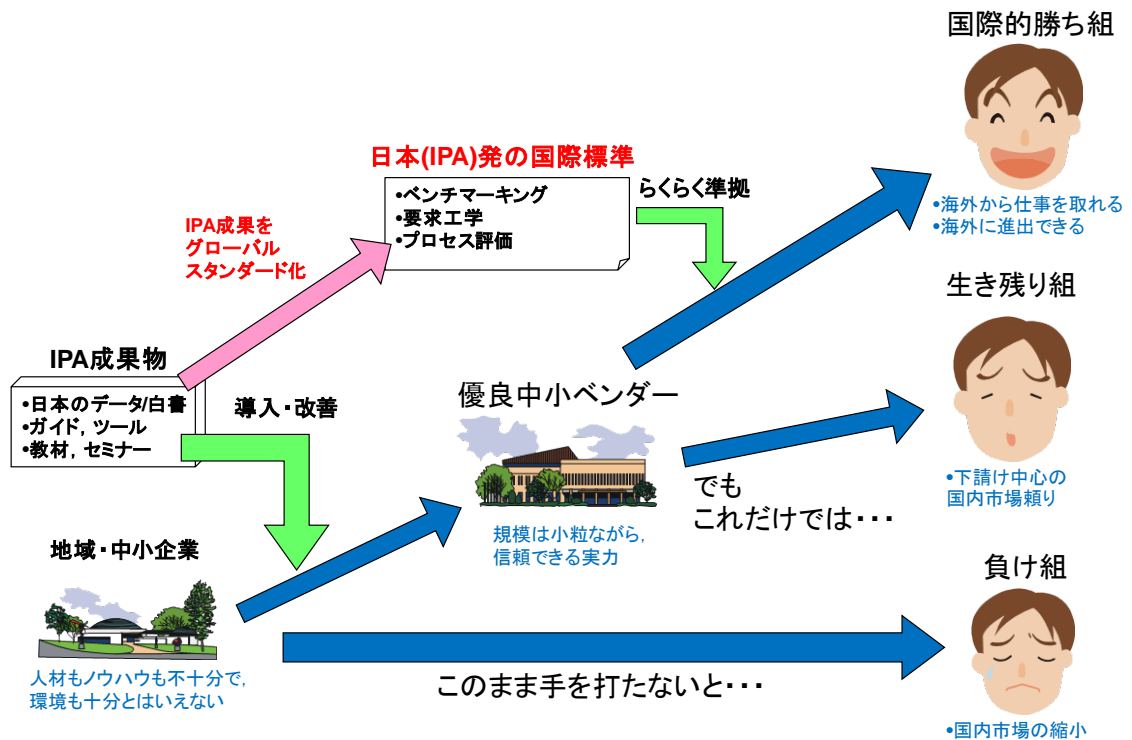 国際的勝ち組
•海外から仕事を取れる
•海外に進出できる
日本(IPA)発の国際標準
•ベンチマーキング
•要求工学
•プロセス評価
らくらく準拠
IPA成果を
グローバル
スタンダード化
生き残り組
•下請け中心の
国内市場頼り
IPA成果物
•日本のデータ/白書
•ガイド, ツール
•教材, セミナー
導入・改善
優良中小ベンダー
規模は小粒ながら,
信頼できる実力
でも
これだけでは・・・
地域・中小企業
人材もノウハウも不十分で,
環境も十分とはいえない
このまま手を打たないと・・・
負け組
•国内市場の縮小